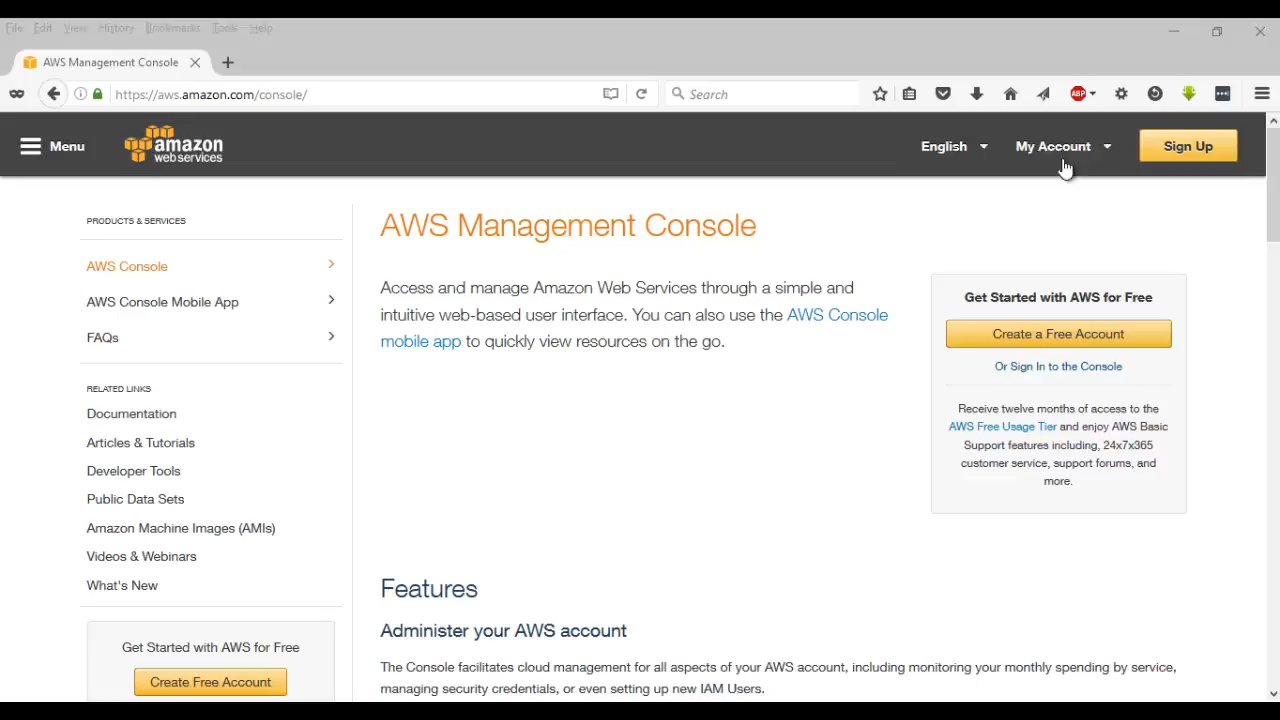 File Edit View History Bookmarks Tools Help
AWS Management Console
https://aws.amazon.com/console/
Search
ABP
Menu
amazon
web services
English
My Account
Sign Up
PRODUCTS & SERVICES
AWS Console
AWS Console Mobile App
FAQs
RELATED LINKS
Documentation
Articles & Tutorials
Developer Tools
Public Data Sets
Amazon Machine Images (AMIs)
Videos & Webinars
What's New
Get Started with AWS for Free
Create Free Account
AWS Management Console
Access and manage Amazon Web Services through a simple and
intuitive web-based user interface. You can also use the AWS Console
mobile app to quickly view resources on the go.
Get Started with AWS for Free
Create a Free Account
Or Sign In to the Console
Receive twelve months of access to the
AWS Free Usage Tier and enjoy AWS Basic
Support features including, 24x7x365
customer service, support forums, and
more.
Features
Administer your AWS account
The Console facilitates cloud management for all aspects of your AWS account, including monitoring your monthly spending by service,
managing security credentials, or even setting up new IAM Users.